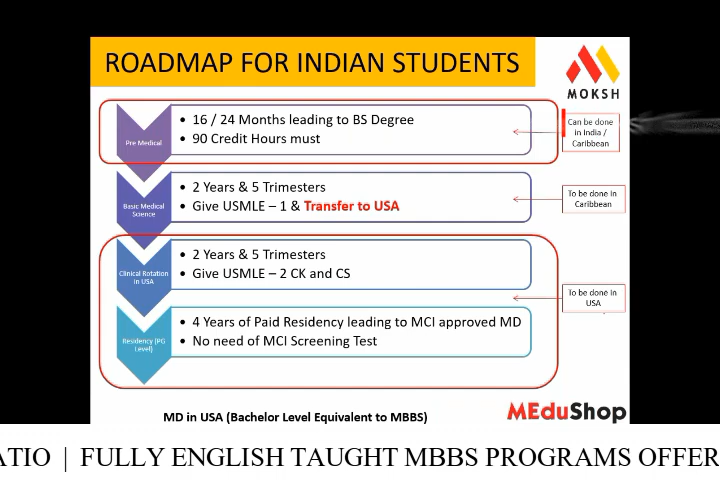 ROADMAP FOR INDIAN STUDENTS
MOKSH
Pre Medical
• 16 / 24 Months leading to BS Degree
• 90 Credit Hours must
Can be done
in India /
Caribbean
Basic Medical
Science
• 2 Years & 5 Trimesters
• Give USMLE – 1 & Transfer to USA
To be done in
Caribbean
Clinical Rotation
in USA
• 2 Years & 5 Trimesters
• Give USMLE – 2 CK and CS
To be done in
USA
Residency (PG
Level)
• 4 Years of Paid Residency leading to MCI approved MD
• No need of MCI Screening Test
MD in USA (Bachelor Level Equivalent to MBBS)
MEduShop
ATIO | FULLY ENGLISH TAUGHT MBBS PROGRAMS OFFER